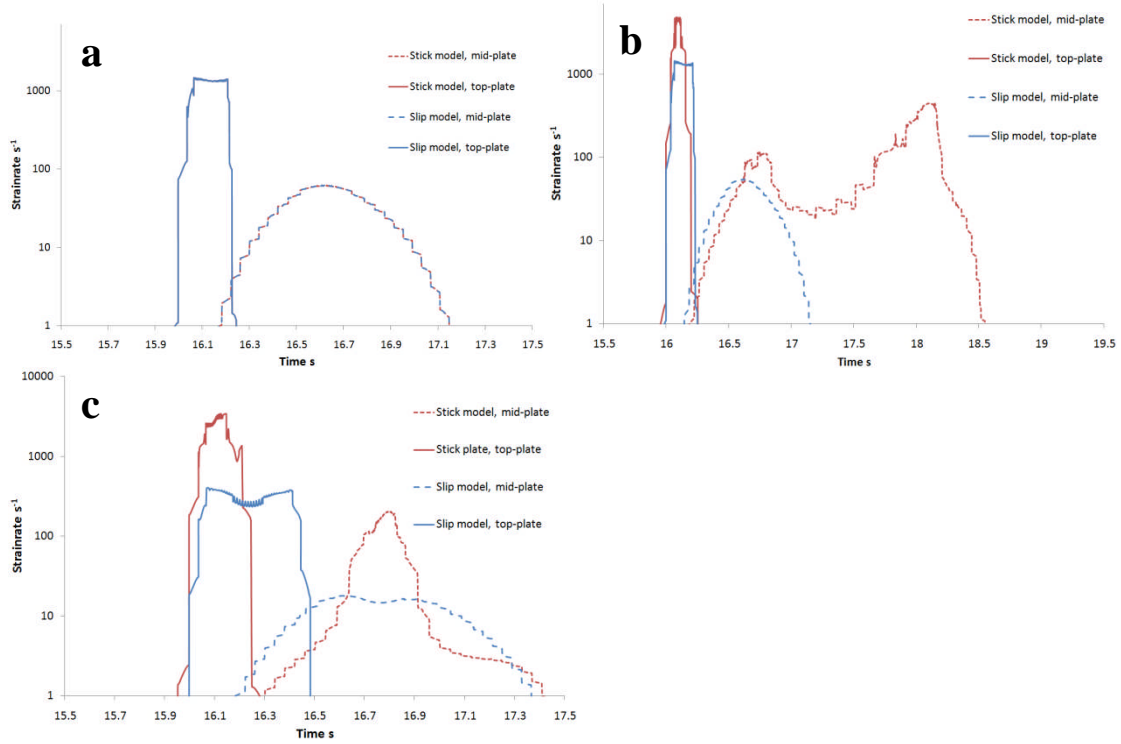 a
Stick model, mid-plate
Stick model, top-plate
Slip model, mid-plate
Slip model, top-plate
1000
100
10
1
Strainrate s-1
15.5 15.7 15.9 16.1 16.3 16.5 16.7 16.9 17.1 17.3 17.5
Time s
b
Stick model, mid-plate
Stick model, top-plate
Slip model, mid-plate
Slip model, top-plate
1000
100
10
1
Strainrate s-1
15.5 16 16.5 17 17.5 18 18.5 19 19.5
Time s
c
Stick model, mid-plate
Stick plate, top-plate
Slip model, mid-plate
Slip model, top-plate
10000
1000
100
10
1
Strainrate s-1
15.5 15.7 15.9 16.1 16.3 16.5 16.7 16.9 17.1 17.3 17.5
Time s